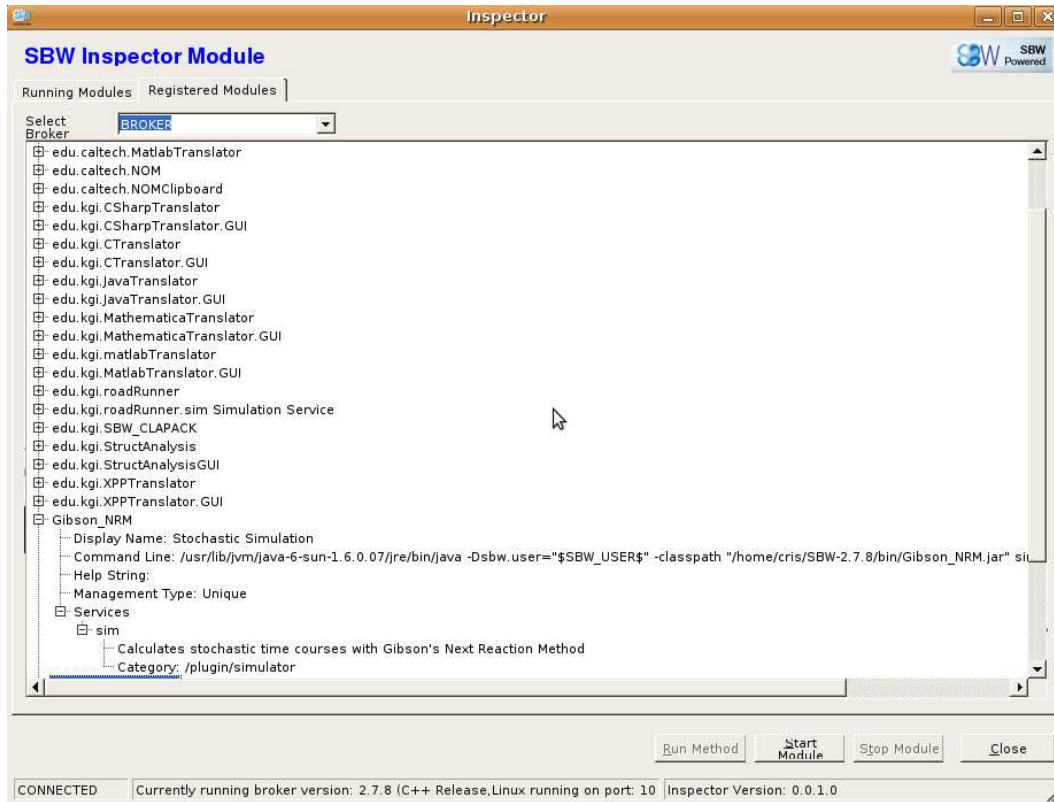 Inspector
SBW Inspector Module
SBW SBW Powered
Running Modules Registered Modules
Select Broker BROKER
edu.caltech.MatlabTranslator
edu.caltech.NOM
edu.caltech.NOMClipboard
edu.kgi.CSharpTranslator
edu.kgi.CSharpTranslator.GUI
edu.kgi.CTranslator
edu.kgi.CTranslator.GUI
edu.kgi.JavaTranslator
edu.kgi.JavaTranslator.GUI
edu.kgi.MathematicaTranslator
edu.kgi.MathematicaTranslator.GUI
edu.kgi.matlabTranslator
edu.kgi.MatlabTranslator.GUI
edu.kgi.roadRunner
edu.kgi.roadRunner.sim Simulation Service
edu.kgi.SBW_CLAPACK
edu.kgi.StructAnalysis
edu.kgi.StructAnalysisGUI
edu.kgi.XPPTranslator
edu.kgi.XPPTranslator.GUI
Gibson_NRM
Display Name: Stochastic Simulation
Command Line: /usr/lib/jvm/java-6-sun-1.6.0.07/jre/bin/java -Dsbw.user="$SBW_USER$" -classpath "/home/cris/SBW-2.7.8/bin/Gibson_NRM.jar"
Help String:
Management Type: Unique
Services
sim
Calculates stochastic time courses with Gibson's Next Reaction Method
Category: /plugin/simulator
Run Method Start Module Stop Module Close
CONNECTED Currently running broker version: 2.7.8 (C++ Release,Linux running on port: 10 Inspector Version: 0.0.1.0